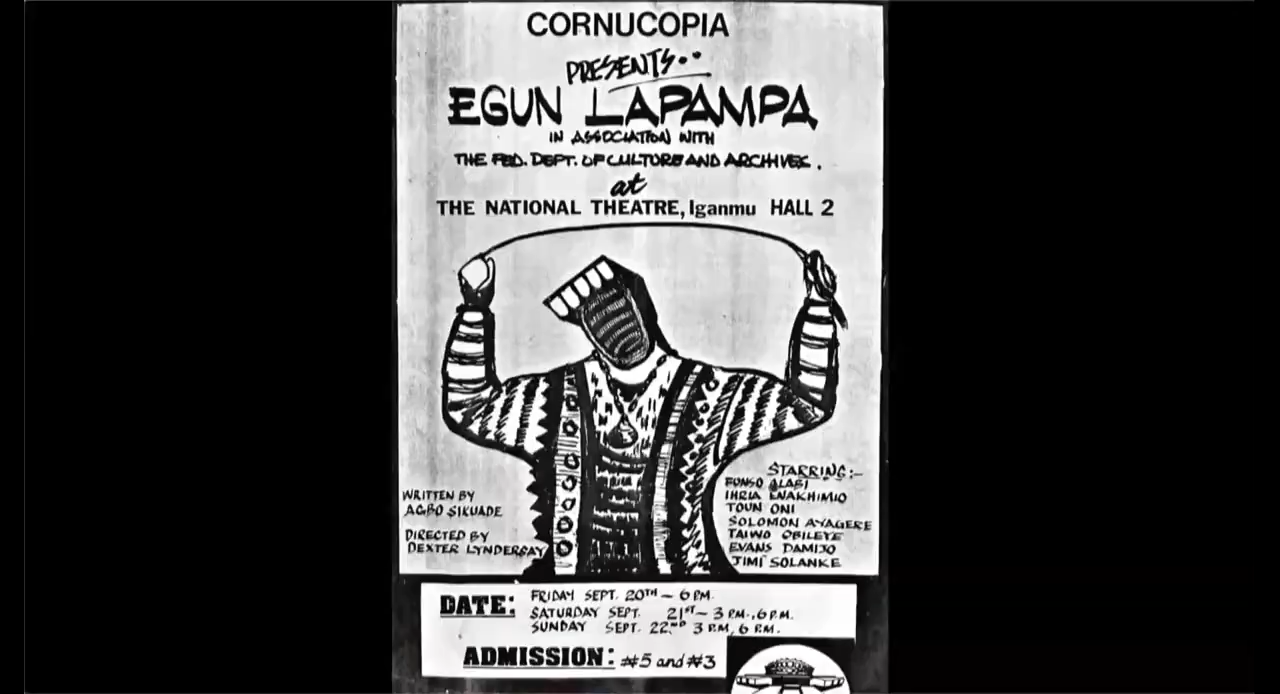 CORNUCOPIA
PRESENTS..
EGUN LAPAMPA
IN ASSOCIATION WITH
THE FED. DEPT. OF CULTURE AND ARCHIVES.
at
THE NATIONAL THEATRE, Iganmu HALL 2
STARRING:-
FUNSO ALABI
IHRIA ENAKHIMIO
TOUN ONI
SOLOMON AYAGERE
TAIWO OBILEYE
EVANS DAMIJO
JIMI SOLANKE
WRITTEN BY
AGBO SIKUADE
DIRECTED BY
DEXTER LYNDERSAY
DATE: FRIDAY SEPT. 20TH - 6 P.M.
SATURDAY SEPT. 21ST - 3 P.M., 6 P.M.
SUNDAY SEPT. 22ND 3 P.M, 6 P.M.
ADMISSION: #5 and #3